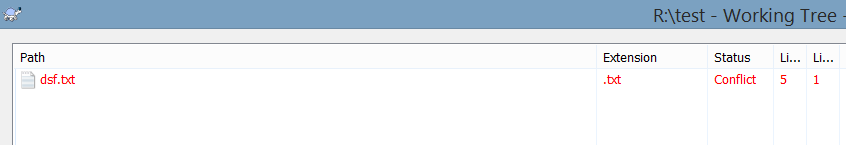 R:\test - Working Tree -
Path Extension Status Li... Li...
dsf.txt .txt Conflict 5 1